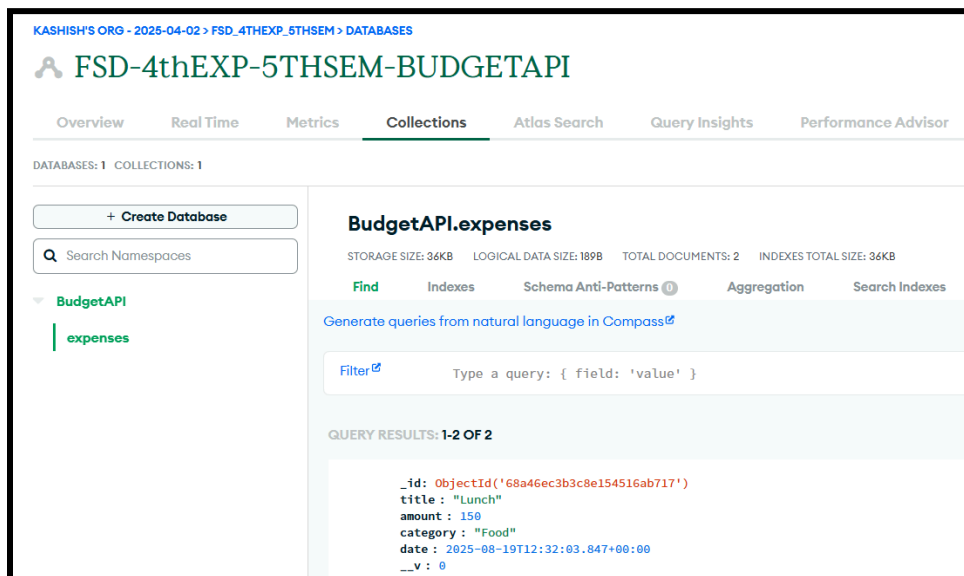 KASHISH'S ORG - 2025-04-02 > FSD_4THEXP_5THSEM > DATABASES
FSD-4thEXP-5THSEM-BUDGETAPI
Overview Real Time Metrics Collections Atlas Search Query Insights Performance Advisor
DATABASES: 1 COLLECTIONS: 1
+ Create Database
Search Namespaces
BudgetAPI
expenses
BudgetAPI.expenses
STORAGE SIZE: 36KB LOGICAL DATA SIZE: 189B TOTAL DOCUMENTS: 2 INDEXES TOTAL SIZE: 36KB
Find Indexes Schema Anti-Patterns 0 Aggregation Search Indexes
Generate queries from natural language in Compass
Filter Type a query: { field: 'value' }
QUERY RESULTS: 1-2 OF 2
_id: ObjectId('68a46ec3b3c8e154516ab717')
title : "Lunch"
amount : 150
category : "Food"
date : 2025-08-19T12:32:03.847+00:00
__v : 0